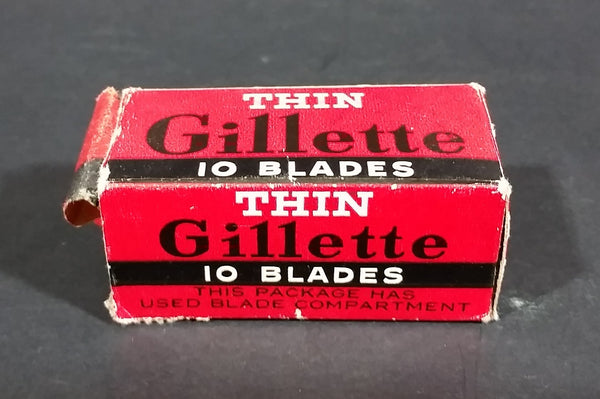 THIN
Gillette
10 BLADES
THIN
Gillette
10 BLADES
THIS PACKAGE HAS
USED BLADE COMPARTMENT